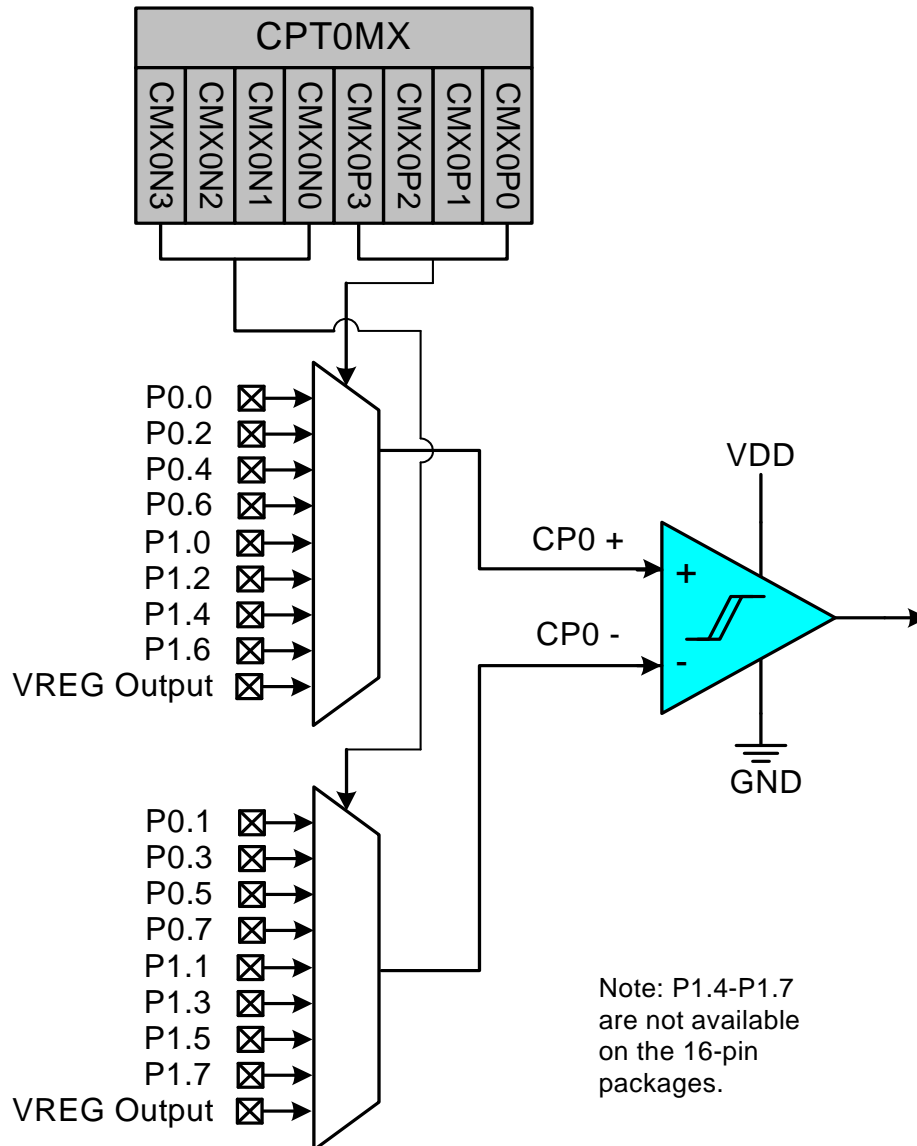 CPT0MX
CMX0N3
CMX0N2
CMX0N1
CMX0N0
CMX0P3
CMX0P2
CMX0P1
CMX0P0
P0.0
P0.2
P0.4
P0.6
P1.0
P1.2
P1.4
P1.6
VREG Output
VDD
CP0 +
+
CP0 -
-
GND
P0.1
P0.3
P0.5
P0.7
P1.1
P1.3
P1.5
P1.7
VREG Output
Note: P1.4-P1.7
are not available
on the 16-pin
packages.